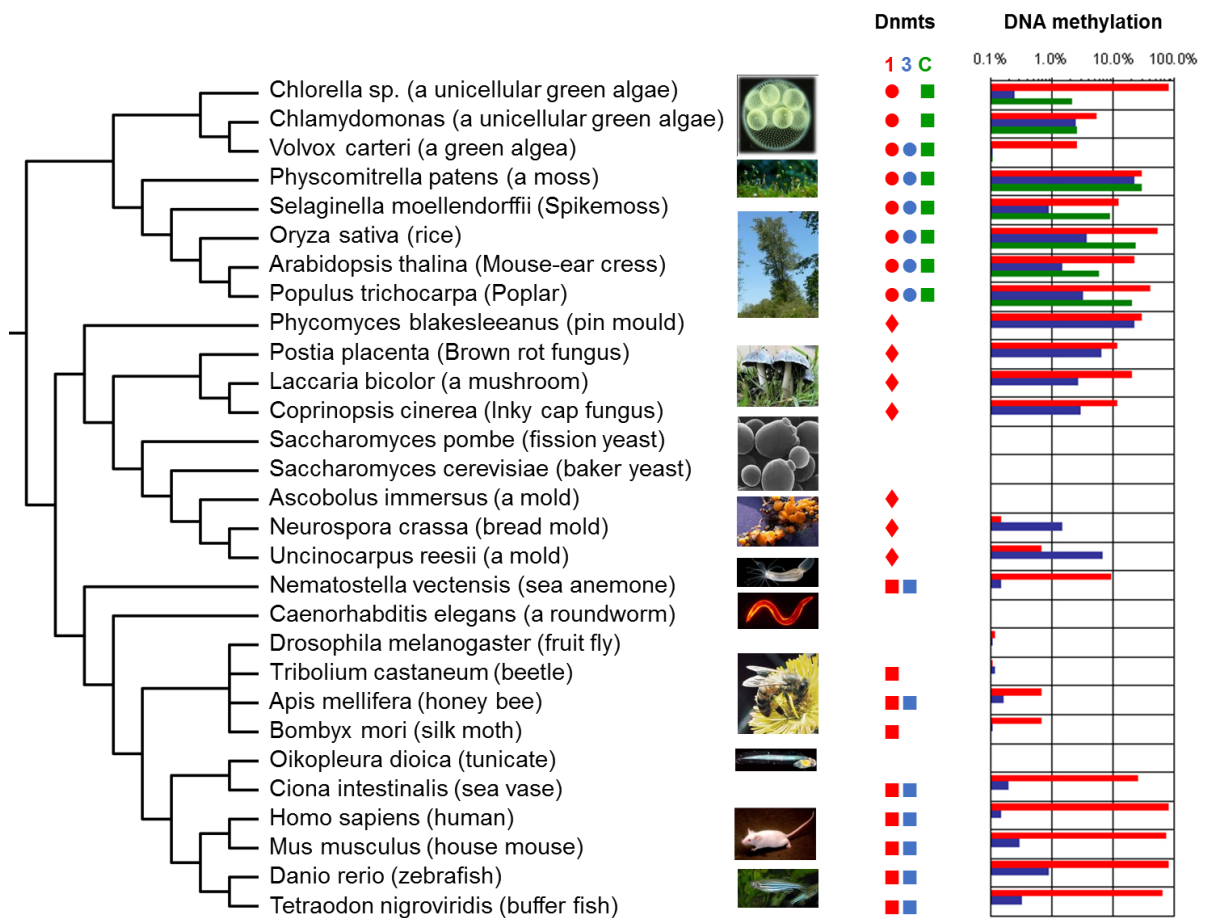 Dnmts DNA methylation
1 3 C 0.1% 1.0% 10.0% 100.0%
Chlorella sp. (a unicellular green algae)
Chlamydomonas (a unicellular green algae)
Volvox carteri (a green algea)
Physcomitrella patens (a moss)
Selaginella moellendorffii (Spikemoss)
Oryza sativa (rice)
Arabidopsis thalina (Mouse-ear cress)
Populus trichocarpa (Poplar)
Phycomyces blakesleeanus (pin mould)
Postia placenta (Brown rot fungus)
Laccaria bicolor (a mushroom)
Coprinopsis cinerea (Inky cap fungus)
Saccharomyces pombe (fission yeast)
Saccharomyces cerevisiae (baker yeast)
Ascobolus immersus (a mold)
Neurospora crassa (bread mold)
Uncinocarpus reesii (a mold)
Nematostella vectensis (sea anemone)
Caenorhabditis elegans (a roundworm)
Drosophila melanogaster (fruit fly)
Tribolium castaneum (beetle)
Apis mellifera (honey bee)
Bombyx mori (silk moth)
Oikopleura dioica (tunicate)
Ciona intestinalis (sea vase)
Homo sapiens (human)
Mus musculus (house mouse)
Danio rerio (zebrafish)
Tetraodon nigroviridis (buffer fish)